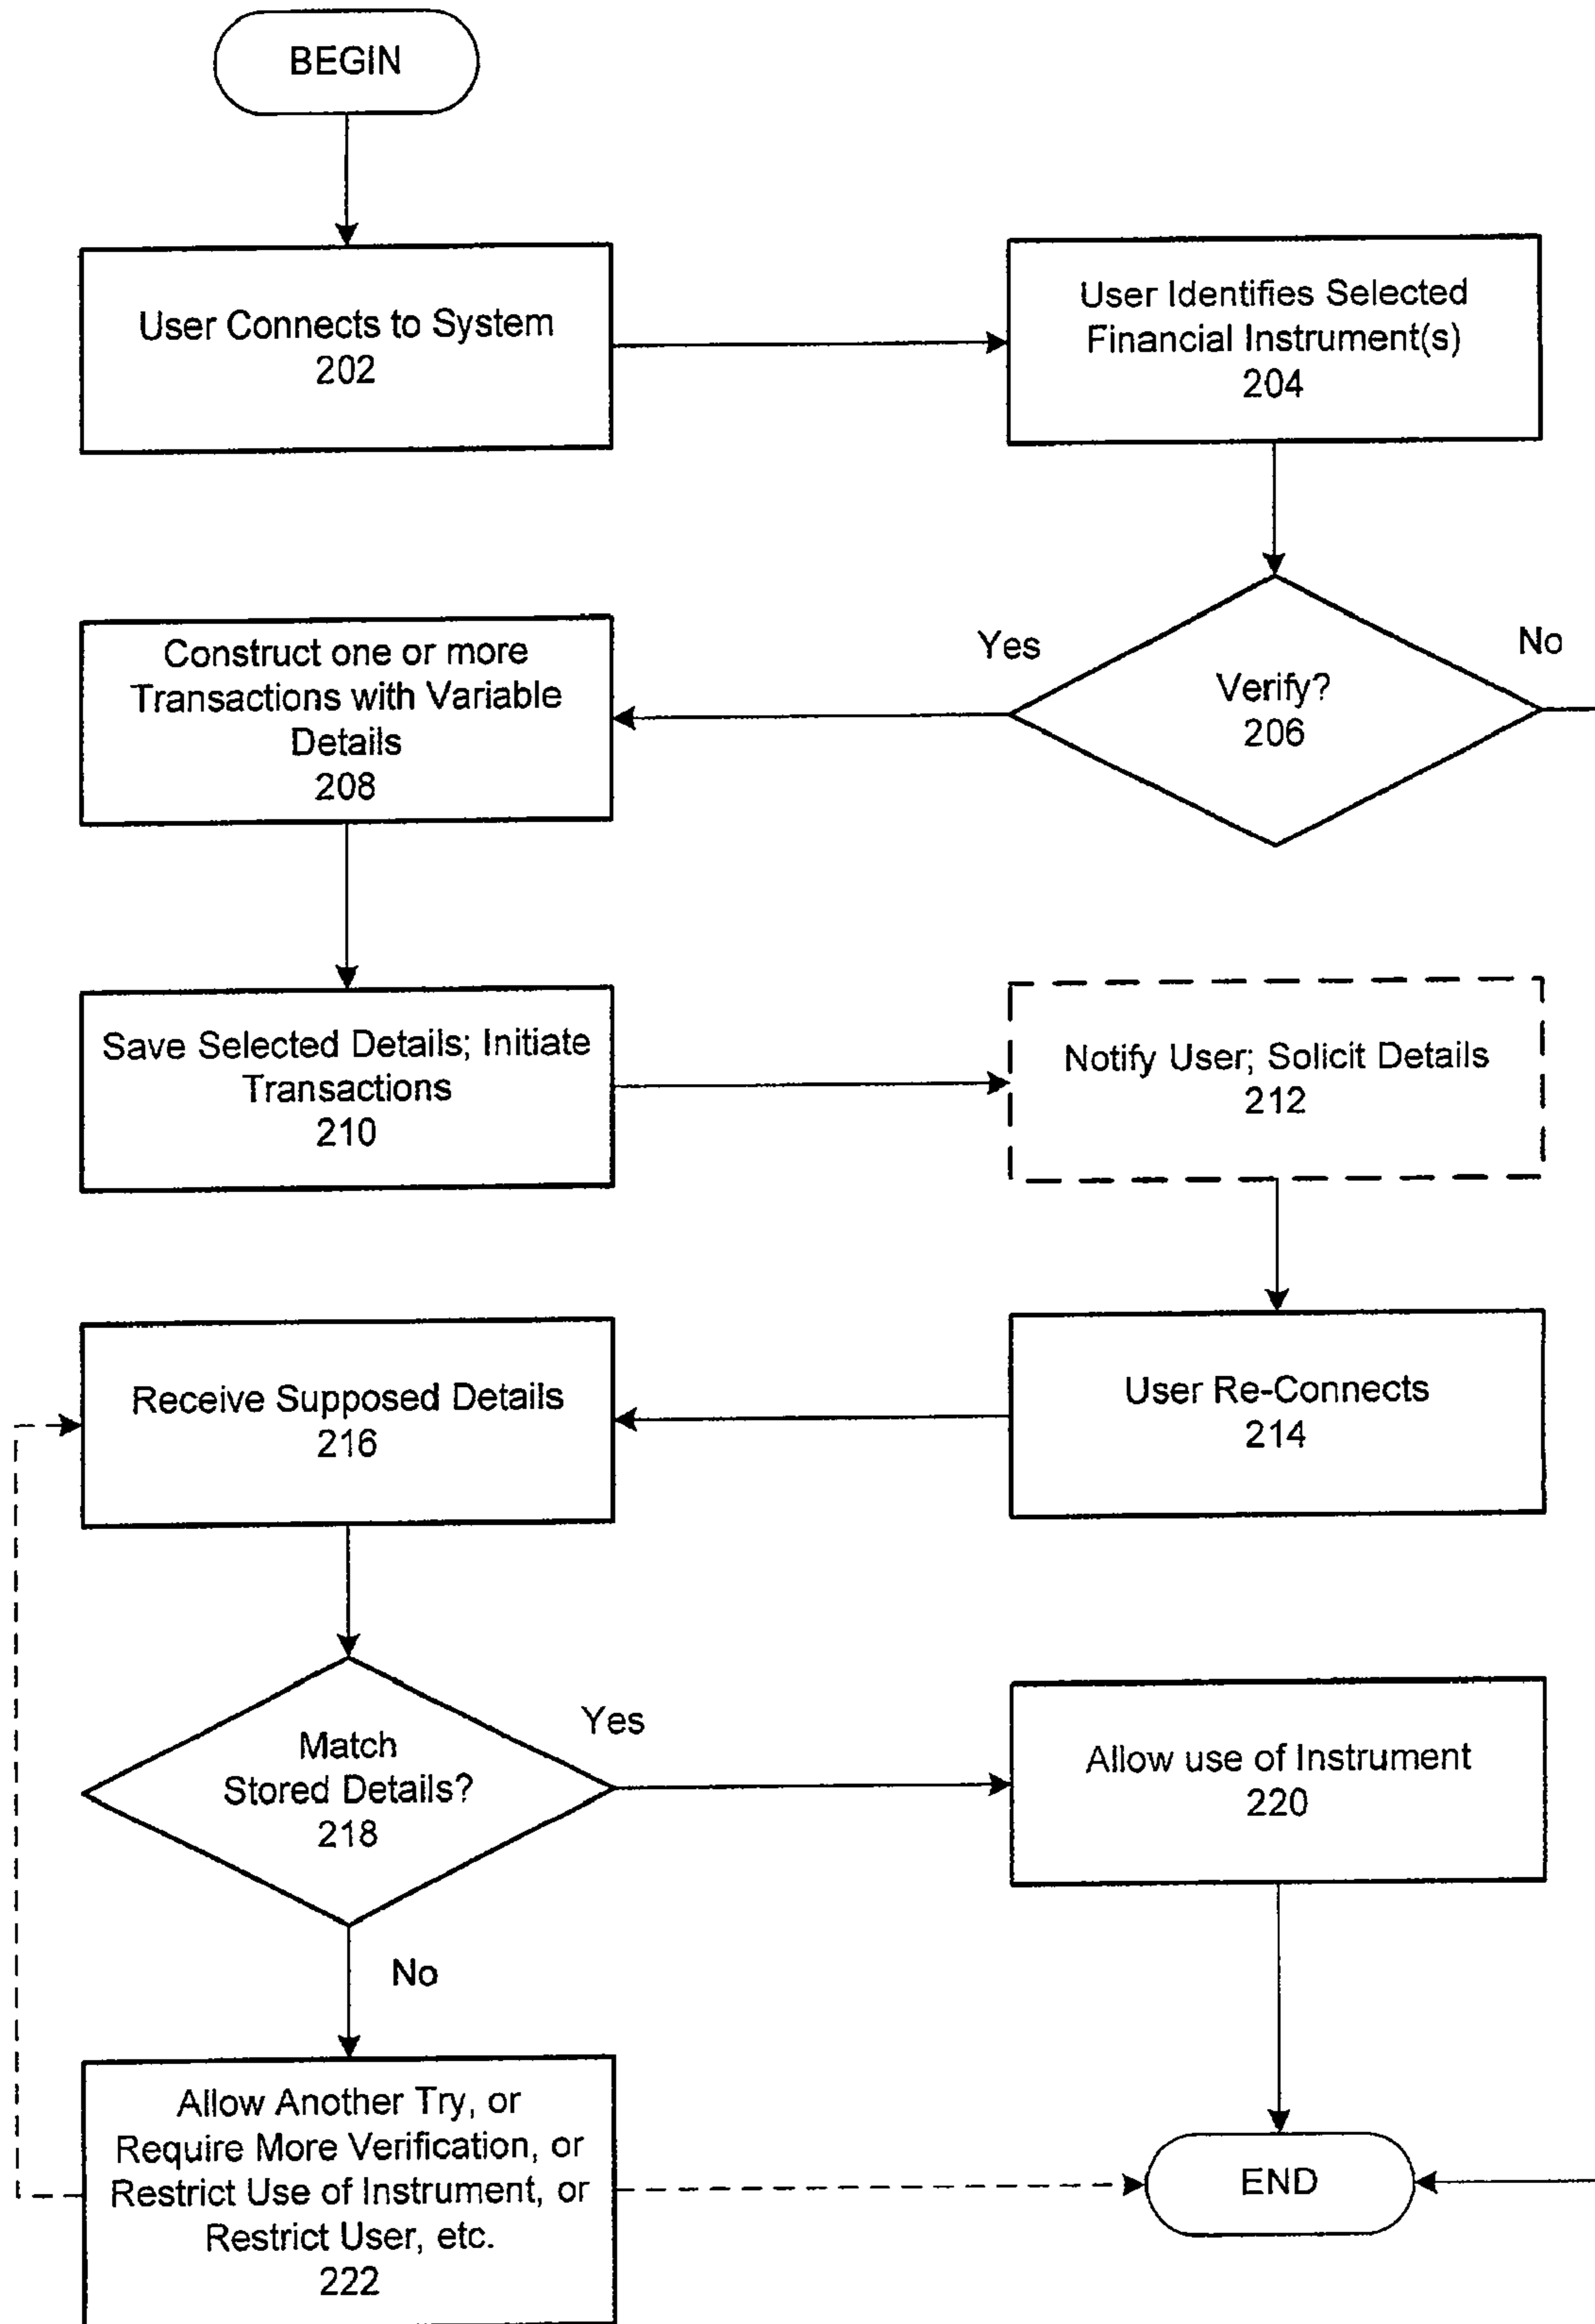 BEGIN
User Connects to System
202
User Identifies Selected
Financial Instrument(s)
204
Verify?
206
Yes
No
Construct one or more
Transactions with Variable
Details
208
Save Selected Details; Initiate
Transactions
210
Notify User; Solicit Details
212
User Re-Connects
214
Receive Supposed Details
216
Match
Stored Details?
218
Yes
No
Allow use of Instrument
220
Allow Another Try, or
Require More Verification, or
Restrict Use of Instrument, or
Restrict User, etc.
222
END